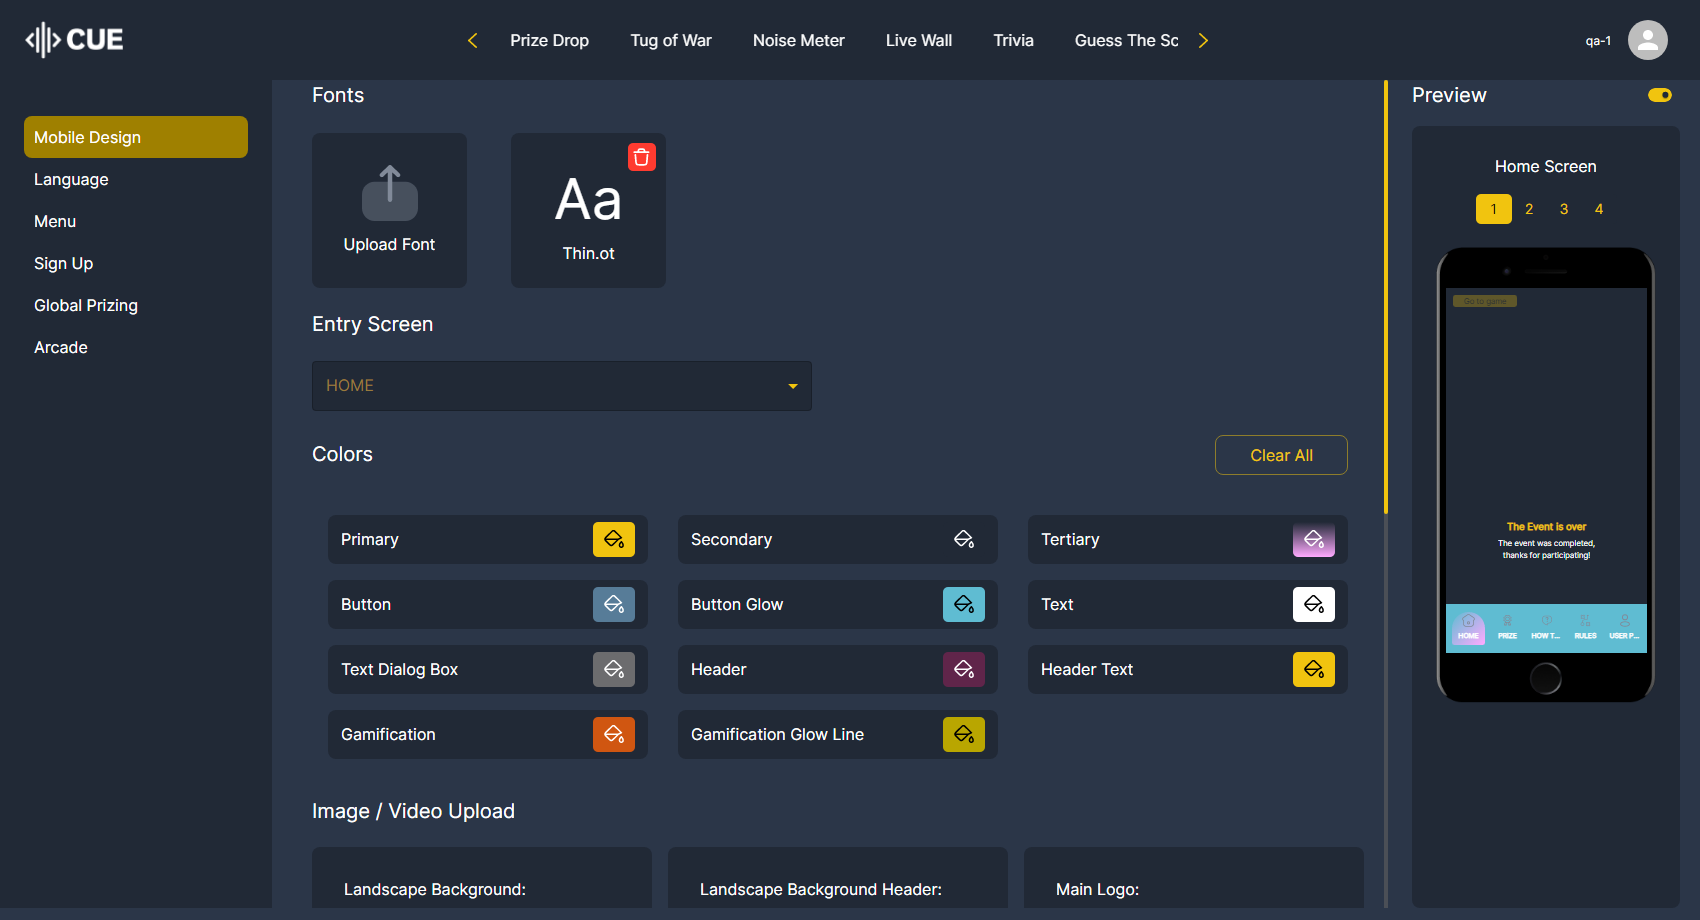 CUE
Prize Drop
Tug of War
Noise Meter
Live Wall
Trivia
Guess The Sc
qa-1
Mobile Design
Language
Menu
Sign Up
Global Prizing
Arcade
Fonts
Upload Font
Aa
Thin.ot
Entry Screen
HOME
Colors
Clear All
Primary
Secondary
Tertiary
Button
Button Glow
Text
Text Dialog Box
Header
Header Text
Gamification
Gamification Glow Line
Image / Video Upload
Landscape Background:
Landscape Background Header:
Main Logo:
Preview
Home Screen
1 2 3 4
Go to game
The Event is over
The event was completed,
thanks for participating!
HOME PRIZE HOW T... RULES USER P...